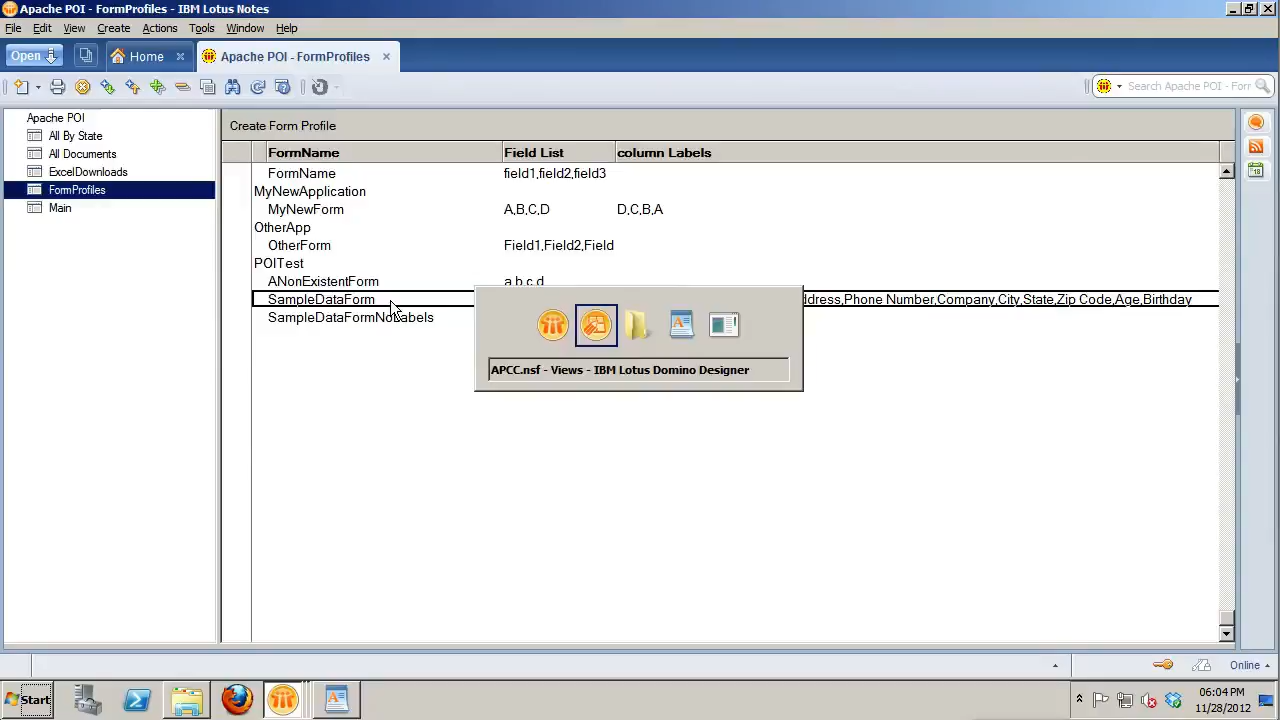 Apache POI - FormProfiles - IBM Lotus Notes
File Edit View Create Actions Tools Window Help
Open Home Apache POI - FormProfiles
Search Apache POI - Forr
Apache POI
All By State
All Documents
ExcelDownloads
FormProfiles
Main
Create Form Profile
FormName Field List column Labels
FormName field1,field2,field3
MyNewApplication
MyNewForm A,B,C,D D,C,B,A
OtherApp
OtherForm Field1,Field2,Field
POITest
ANonExistentForm a,b,c,d
SampleDataForm ddress,Phone Number,Company,City,State,Zip Code,Age,Birthday
SampleDataFormNoLabels
APCC.nsf - Views - IBM Lotus Domino Designer
Online
Start
06:04 PM
11/28/2012